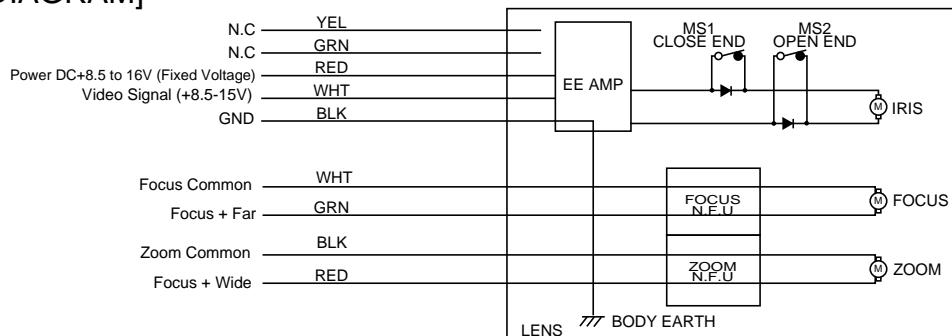 DIAGRAM]
N.C YEL
N.C GRN
Power DC+8.5 to 16V (Fixed Voltage) RED
Video Signal (+8.5-15V) WHT
GND BLK
EE AMP
MS1
CLOSE END
MS2
OPEN END
M IRIS
Focus Common WHT
Focus + Far GRN
FOCUS
N.F.U
M FOCUS
Zoom Common BLK
Focus + Wide RED
ZOOM
N.F.U
M ZOOM
LENS
BODY EARTH